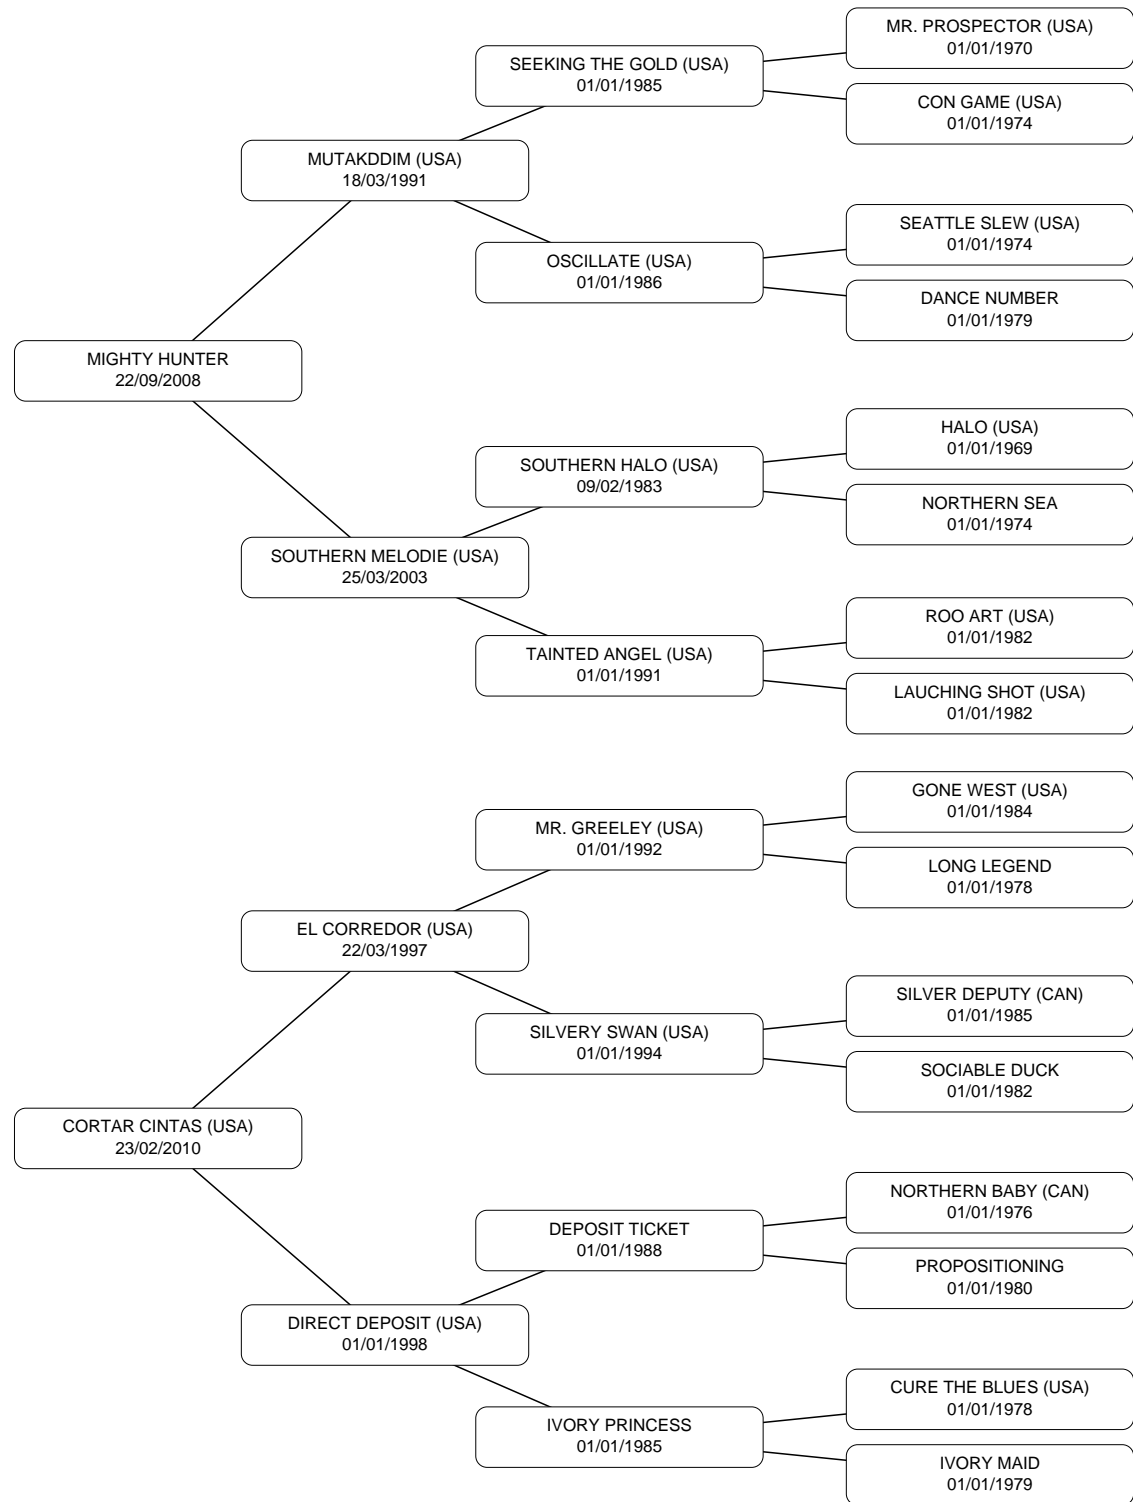 MR. PROSPECTOR (USA)
01/01/1970
SEEKING THE GOLD (USA)
01/01/1985
CON GAME (USA)
01/01/1974
MUTAKDDIM (USA)
18/03/1991
SEATTLE SLEW (USA)
01/01/1974
OSCILLATE (USA)
01/01/1986
DANCE NUMBER
01/01/1979
MIGHTY HUNTER
22/09/2008
HALO (USA)
01/01/1969
SOUTHERN HALO (USA)
09/02/1983
NORTHERN SEA
01/01/1974
SOUTHERN MELODIE (USA)
25/03/2003
ROO ART (USA)
01/01/1982
TAINTED ANGEL (USA)
01/01/1991
LAUCHING SHOT (USA)
01/01/1982
GONE WEST (USA)
01/01/1984
MR. GREELEY (USA)
01/01/1992
LONG LEGEND
01/01/1978
EL CORREDOR (USA)
22/03/1997
SILVER DEPUTY (CAN)
01/01/1985
SILVERY SWAN (USA)
01/01/1994
SOCIABLE DUCK
01/01/1982
CORTAR CINTAS (USA)
23/02/2010
NORTHERN BABY (CAN)
01/01/1976
DEPOSIT TICKET
01/01/1988
PROPOSITIONING
01/01/1980
DIRECT DEPOSIT (USA)
01/01/1998
CURE THE BLUES (USA)
01/01/1978
IVORY PRINCESS
01/01/1985
IVORY MAID
01/01/1979